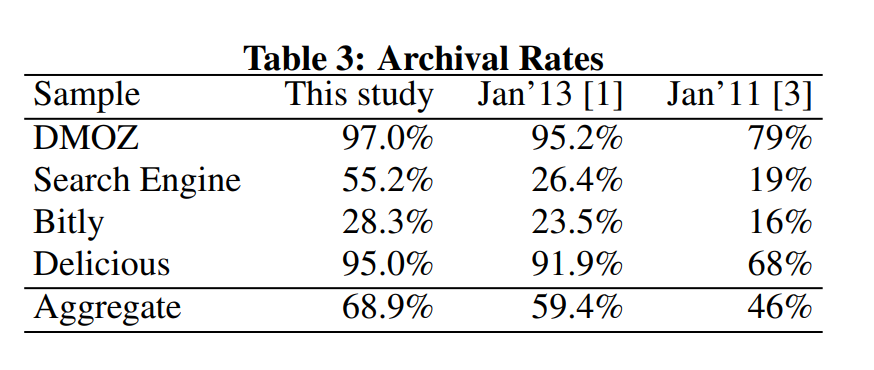 Table 3: Archival Rates
Sample This study Jan’13 [1] Jan’11 [3]
DMOZ 97.0% 95.2% 79%
Search Engine 55.2% 26.4% 19%
Bitly 28.3% 23.5% 16%
Delicious 95.0% 91.9% 68%
Aggregate 68.9% 59.4% 46%